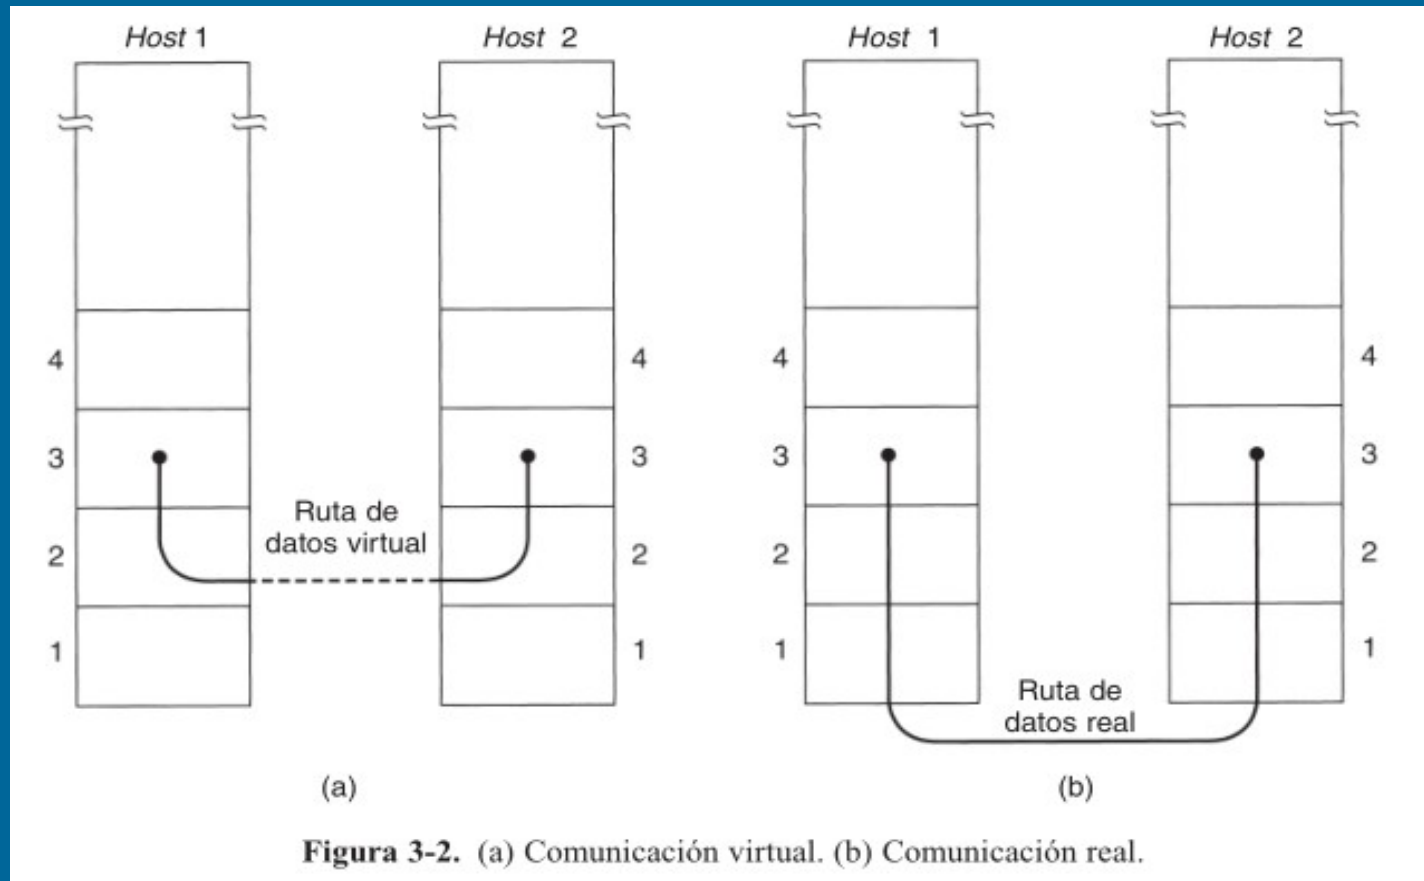 Host 1
Host 2
4
4
3
3
Ruta de
datos virtual
2
2
1
1
(a)
Host 1
Host 2
4
4
3
3
2
2
1
1
Ruta de
datos real
(b)
Figura 3-2. (a) Comunicación virtual. (b) Comunicación real.